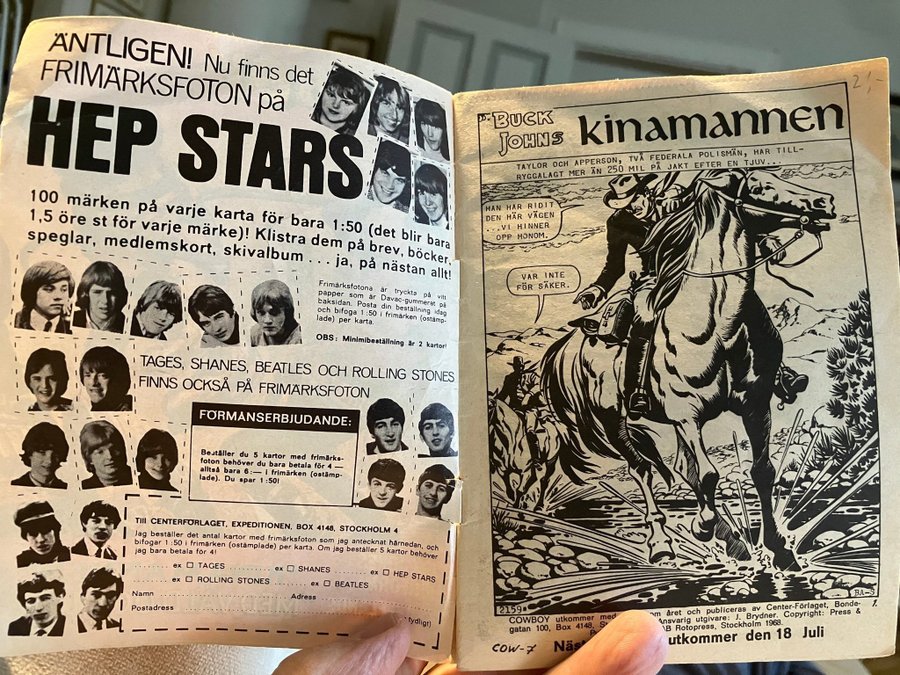 ÄNTLIGEN! Nu finns det
FRIMÄRKSFOTON på
HEP STARS
100 märken på varje karta för bara 1:50 (det blir bara
1,5 öre st för varje märke)! Klistra dem på brev, böcker,
speglar, medlemskort, skivalbum . . . ja, på nästan allt!
Frimärksfotona är tryckta på vitt
papper som är Davac-gummerat på
baksidan. Posta din beställning idag
och bifoga 1:50 i frimärken (ostämp-
lade) per karta.
OBS: Minimibeställning är 2 kartor!
TAGES, SHANES, BEATLES OCH ROLLING STONES
FINNS OCKSÅ PÅ FRIMÄRKSFOTON
FÖRMÅNSERBJUDANDE:
Beställer du 5 kartor med frimärks-
foton behöver du bara betala för 4 —
alltså bara 6:— i frimärken (ostämp-
lade). Du spar 1:50!
Till CENTERFÖRLAGET, EXPEDITIONEN, BOX 4148, STOCKHOLM 4
Jag beställer det antal kartor med frimärksfoton som jag antecknat härnedan, och
bifogar 1:50 i frimärken (ostämplade) per karta. Om jag beställer 5 kartor behöver
jag bara betala för 4!
........ ex □ TAGES ........ ex □ SHANES ........ ex □ HEP STARS
........ ex □ ROLLING STONES ........ ex □ BEATLES
Namn ........ Adress ........
Postadress ........ tydligt)
2:-
BUCK
JOHNS
KINAMANNEN
TAYLOR OCH APPERSON, TVÅ FEDERALA POLISMÄN, HAR TILL-
RYGGALAGT MER ÄN 250 MIL PÅ JAKT EFTER EN TJUV...
HAN HAR RIDIT
DEN HÄR VÄGEN
...VI HINNER
OPP HONOM.
VAR INTE
FÖR SÄKER.
2159
BA-S
1.
COWBOY utkommer med om året och publiceras av Center-Förlaget, Bonde-
gatan 100, Box 4148, S Ansvarig utgivare: J. Brydner. Copyright: Press &
AB Rotopress, Stockholm 1968.
COW-7
Näst utkommer den 18 Juli